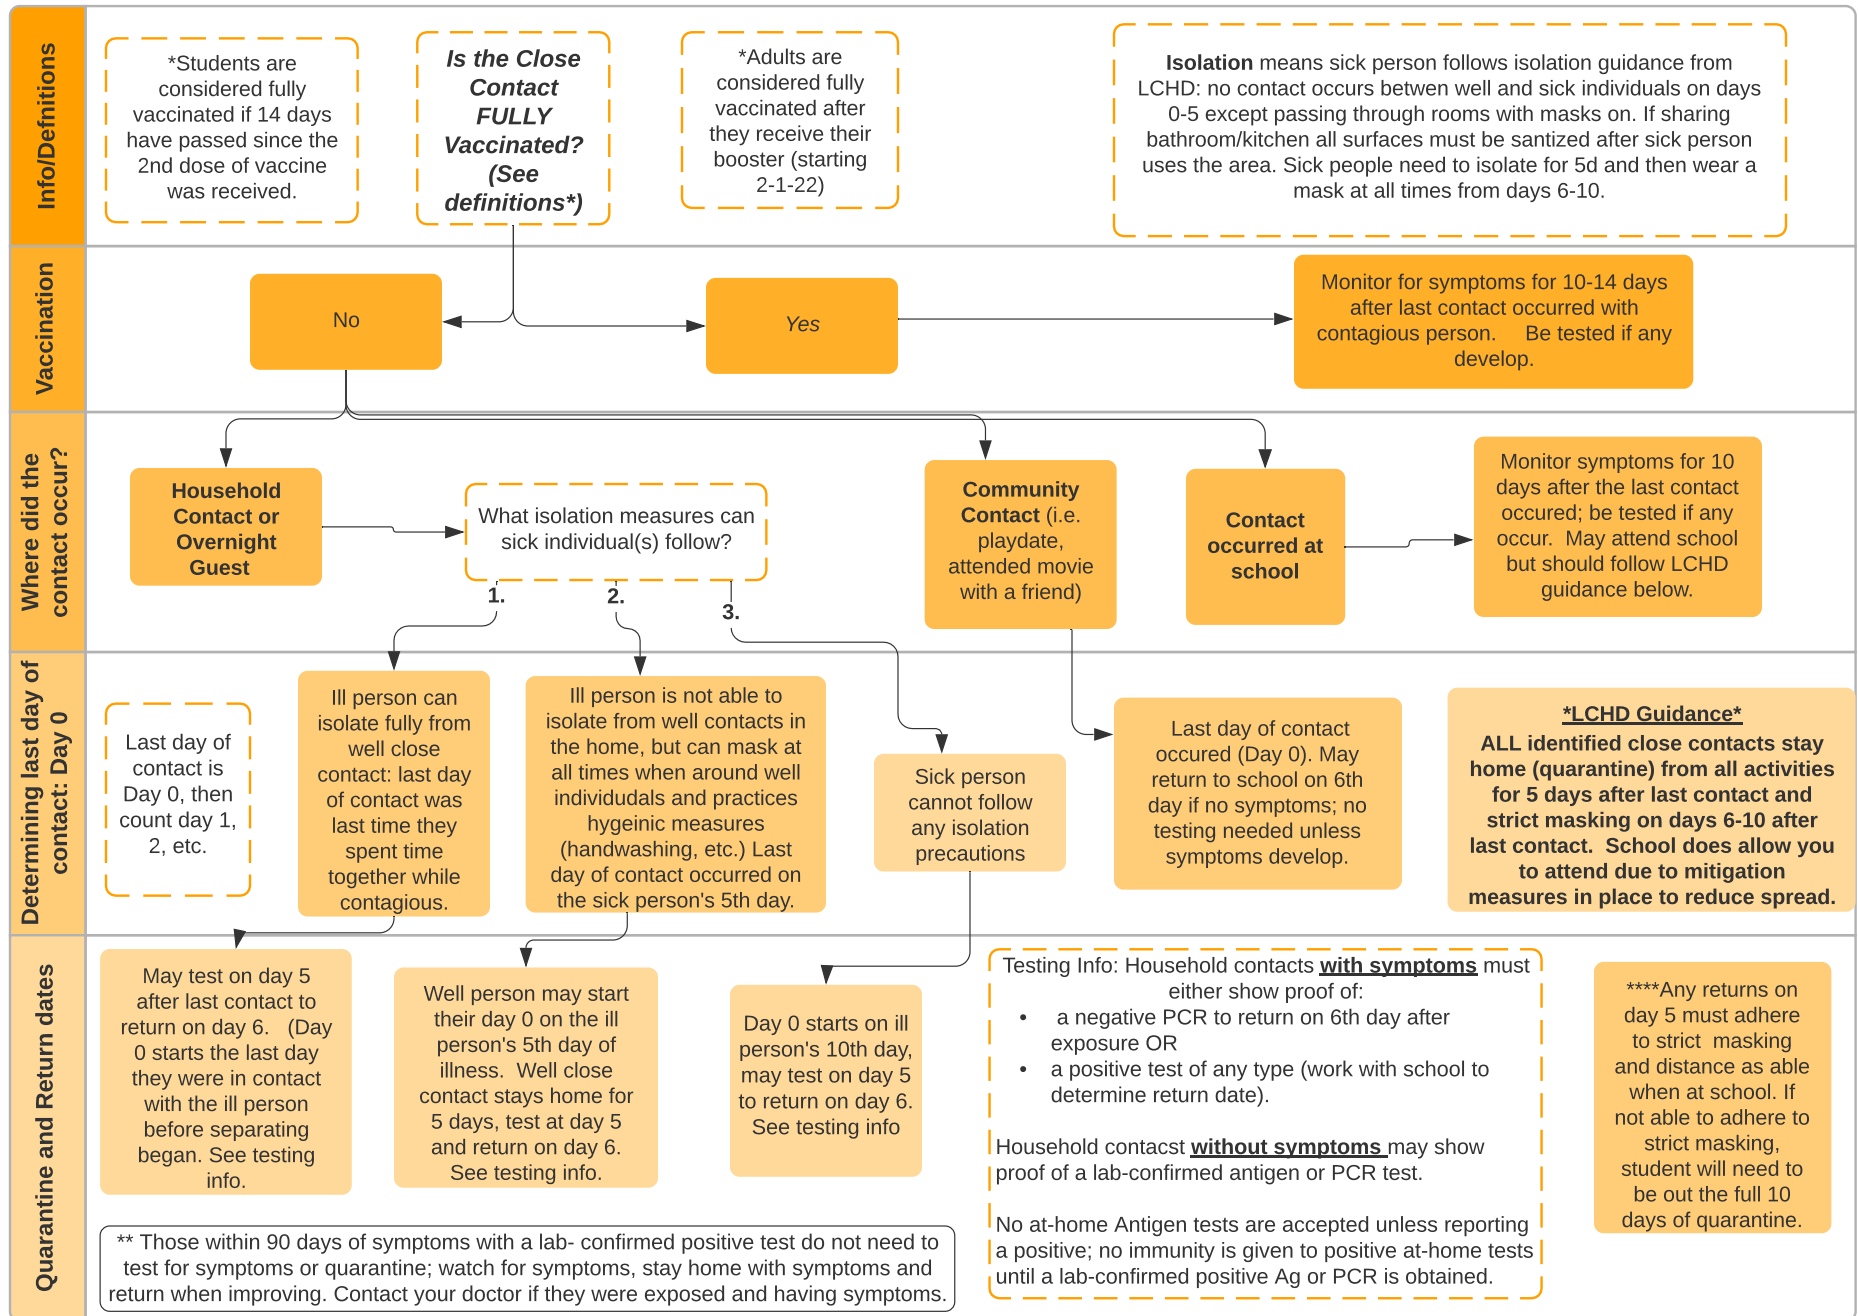 Info/Defnitions
*Students are
considered fully
vaccinated if 14 days
have passed since the
2nd dose of vaccine
was received.
Is the Close
Contact
FULLY
Vaccinated?
(See
definitions*)
*Adults are
considered fully
vaccinated after
they receive their
booster (starting
2-1-22)
Isolation means sick person follows isolation guidance from
LCHD: no contact occurs betwen well and sick individuals on days
0-5 except passing through rooms with masks on. If sharing
bathroom/kitchen all surfaces must be santized after sick person
uses the area. Sick people need to isolate for 5d and then wear a
mask at all times from days 6-10.
Vaccination
No
Yes
Monitor for symptoms for 10-14 days
after last contact occurred with
contagious person. Be tested if any
develop.
Where did the
contact occur?
Household
Contact or
Overnight
Guest
What isolation measures can
sick individual(s) follow?
1.
2.
3.
Community
Contact (i.e.
playdate,
attended movie
with a friend)
Contact
occurred at
school
Monitor symptoms for 10
days after the last contact
occured; be tested if any
occur. May attend school
but should follow LCHD
guidance below.
Determining last day of
contact: Day 0
Last day of
contact is
Day 0, then
count day 1,
2, etc.
Ill person can
isolate fully from
well close
contact: last day
of contact was
last time they
spent time
together while
contagious.
Ill person is not able to
isolate from well contacts in
the home, but can mask at
all times when around well
individudals and practices
hygeinic measures
(handwashing, etc.) Last
day of contact occurred on
the sick person's 5th day.
Sick person
cannot follow
any isolation
precautions
Last day of contact
occured (Day 0). May
return to school on 6th
day if no symptoms; no
testing needed unless
symptoms develop.
*LCHD Guidance*
ALL identified close contacts stay
home (quarantine) from all activities
for 5 days after last contact and
strict masking on days 6-10 after
last contact. School does allow you
to attend due to mitigation
measures in place to reduce spread.
Quarantine and Return dates
May test on day 5
after last contact to
return on day 6. (Day
0 starts the last day
they were in contact
with the ill person
before separating
began. See testing
info.
Well person may start
their day 0 on the ill
person's 5th day of
illness. Well close
contact stays home for
5 days, test at day 5
and return on day 6.
See testing info.
Day 0 starts on ill
person's 10th day,
may test on day 5
to return on day 6.
See testing info
Testing Info: Household contacts with symptoms must
either show proof of:
• a negative PCR to return on 6th day after
exposure OR
• a positive test of any type (work with school to
determine return date).
Household contacst without symptoms may show
proof of a lab-confirmed antigen or PCR test.
No at-home Antigen tests are accepted unless reporting
a positive; no immunity is given to positive at-home tests
until a lab-confirmed positive Ag or PCR is obtained.
****Any returns on
day 5 must adhere
to strict masking
and distance as able
when at school. If
not able to adhere to
strict masking,
student will need to
be out the full 10
days of quarantine.
** Those within 90 days of symptoms with a lab- confirmed positive test do not need to
test for symptoms or quarantine; watch for symptoms, stay home with symptoms and
return when improving. Contact your doctor if they were exposed and having symptoms.